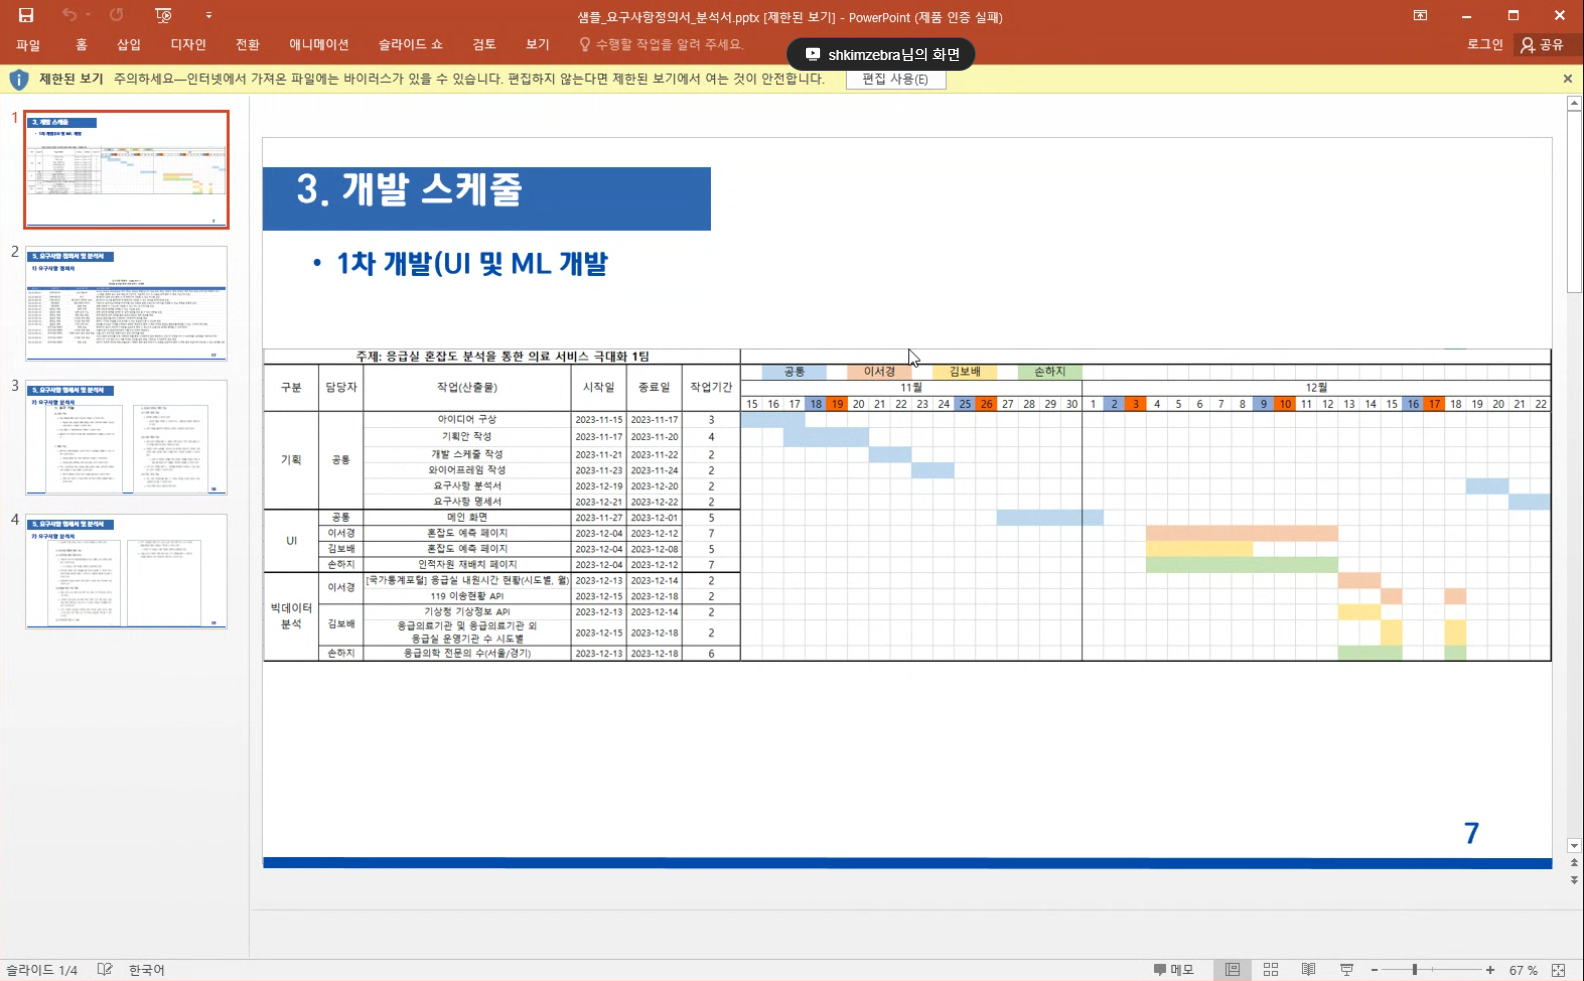 샘플_요구사항정의서_분석서.pptx [제한된 보기] - PowerPoint (제품 인증 실패)
파일 홈 삽입 디자인 전환 애니메이션 슬라이드 쇼 검토 보기 수행할 작업을 알려 주세요. 로그인 공유
shkimzebra님의 화면
제한된 보기 주의하세요—인터넷에서 가져온 파일에는 바이러스가 있을 수 있습니다. 편집하지 않는다면 제한된 보기에서 여는 것이 안전합니다. 편집 사용(E)
1
3. 개발 스케줄
2
5. 요구사항 정의서 및 분석서
1) 요구사항 정의서
3
4
3. 개발 스케줄
• 1차 개발(UI 및 ML 개발
주제: 응급실 혼잡도 분석을 통한 의료 서비스 극대화 1팀
공통 이서경 김보배 손하지
구분 담당자 작업(산출물) 시작일 종료일 작업기간 11월 12월
15 16 17 18 19 20 21 22 23 24 25 26 27 28 29 30 1 2 3 4 5 6 7 8 9 10 11 12 13 14 15 16 17 18 19 20 21 22
기획 공통 아이디어 구상 2023-11-15 2023-11-17 3
기획안 작성 2023-11-17 2023-11-20 4
개발 스케줄 작성 2023-11-21 2023-11-22 2
와이어프레임 작성 2023-11-23 2023-11-24 2
요구사항 분석서 2023-12-19 2023-12-20 2
요구사항 명세서 2023-12-21 2023-12-22 2
UI 공통 메인 화면 2023-11-27 2023-12-01 5
이서경 혼잡도 예측 페이지 2023-12-04 2023-12-12 7
김보배 혼잡도 예측 페이지 2023-12-04 2023-12-08 5
손하지 인적자원 재배치 페이지 2023-12-04 2023-12-12 7
빅데이터 분석 이서경 [국가통계포털] 응급실 내원시간 현황(시도별, 월) 2023-12-13 2023-12-14 2
119 이송현황 API 2023-12-15 2023-12-18 2
김보배 기상청 기상정보 API 2023-12-13 2023-12-14 2
응급의료기관 및 응급의료기관 외
응급실 운영기관 수 시도별 2023-12-15 2023-12-18 2
손하지 응급의학 전문의 수(서울/경기) 2023-12-13 2023-12-18 6
7
슬라이드 1/4 한국어 메모 67 %